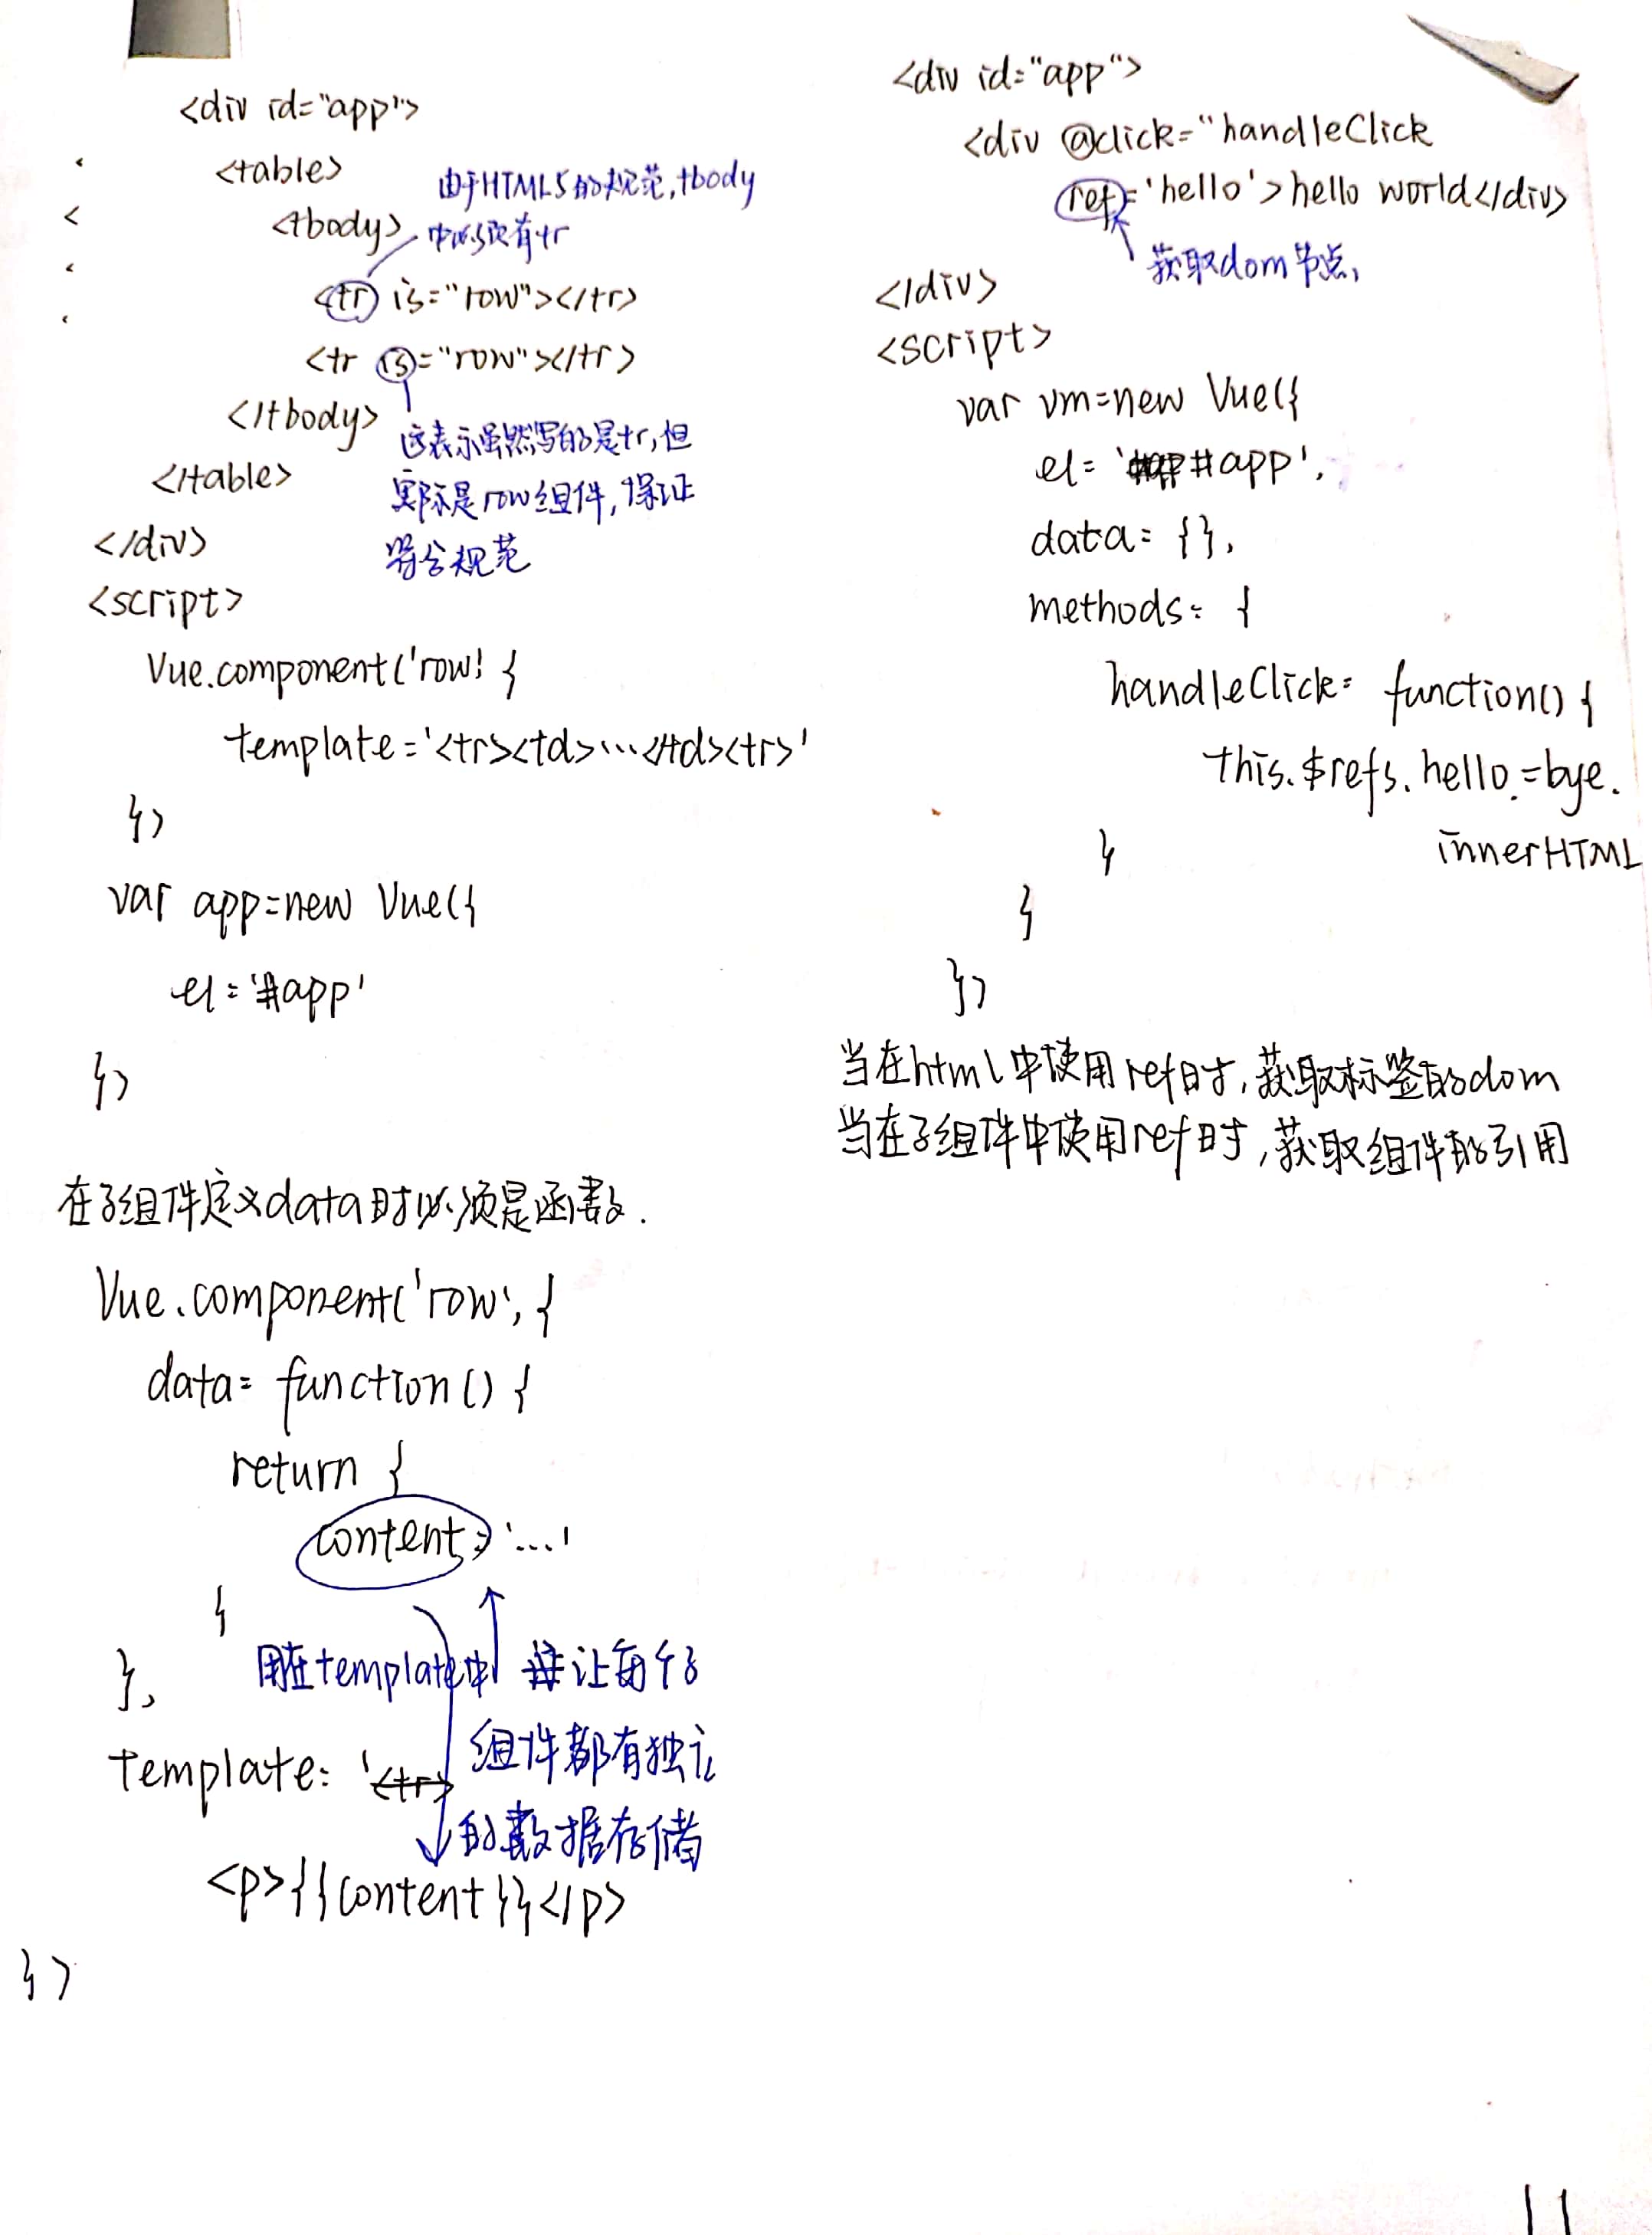 <div id="app">
<table>
由于HTML5的规范,tbody
<tbody>
中必须有tr
<tr is="row"></tr>
<tr is="row"></tr>
</tbody>
这表示虽然写的是tr,但
</table>
实际是row组件,保证
</div>
符合规范
<script>
Vue.component('row' {
template:'<tr><td>...</td><tr>'
})
var app=new Vue({
el:'#app'
})
在子组件定义data时必须是函数.
Vue.component('row', {
data: function() {
return {
content: '...'
}
用在template中
让每个子
},
组件都有独立
template: '<tr>
的数据存储
<p>{{content}}</p>
})
<div id="app">
<div @click="handleClick
ref='hello'>hello world</div>
获取dom节点,
</div>
<script>
var vm=new Vue({
el: '#app',
data: {},
methods: {
handleClick: function() {
this.$refs.hello.=bye.
innerHTML
}
}
})
当在html中使用ref时,获取标签的dom
当在子组件中使用ref时,获取组件的引用
11